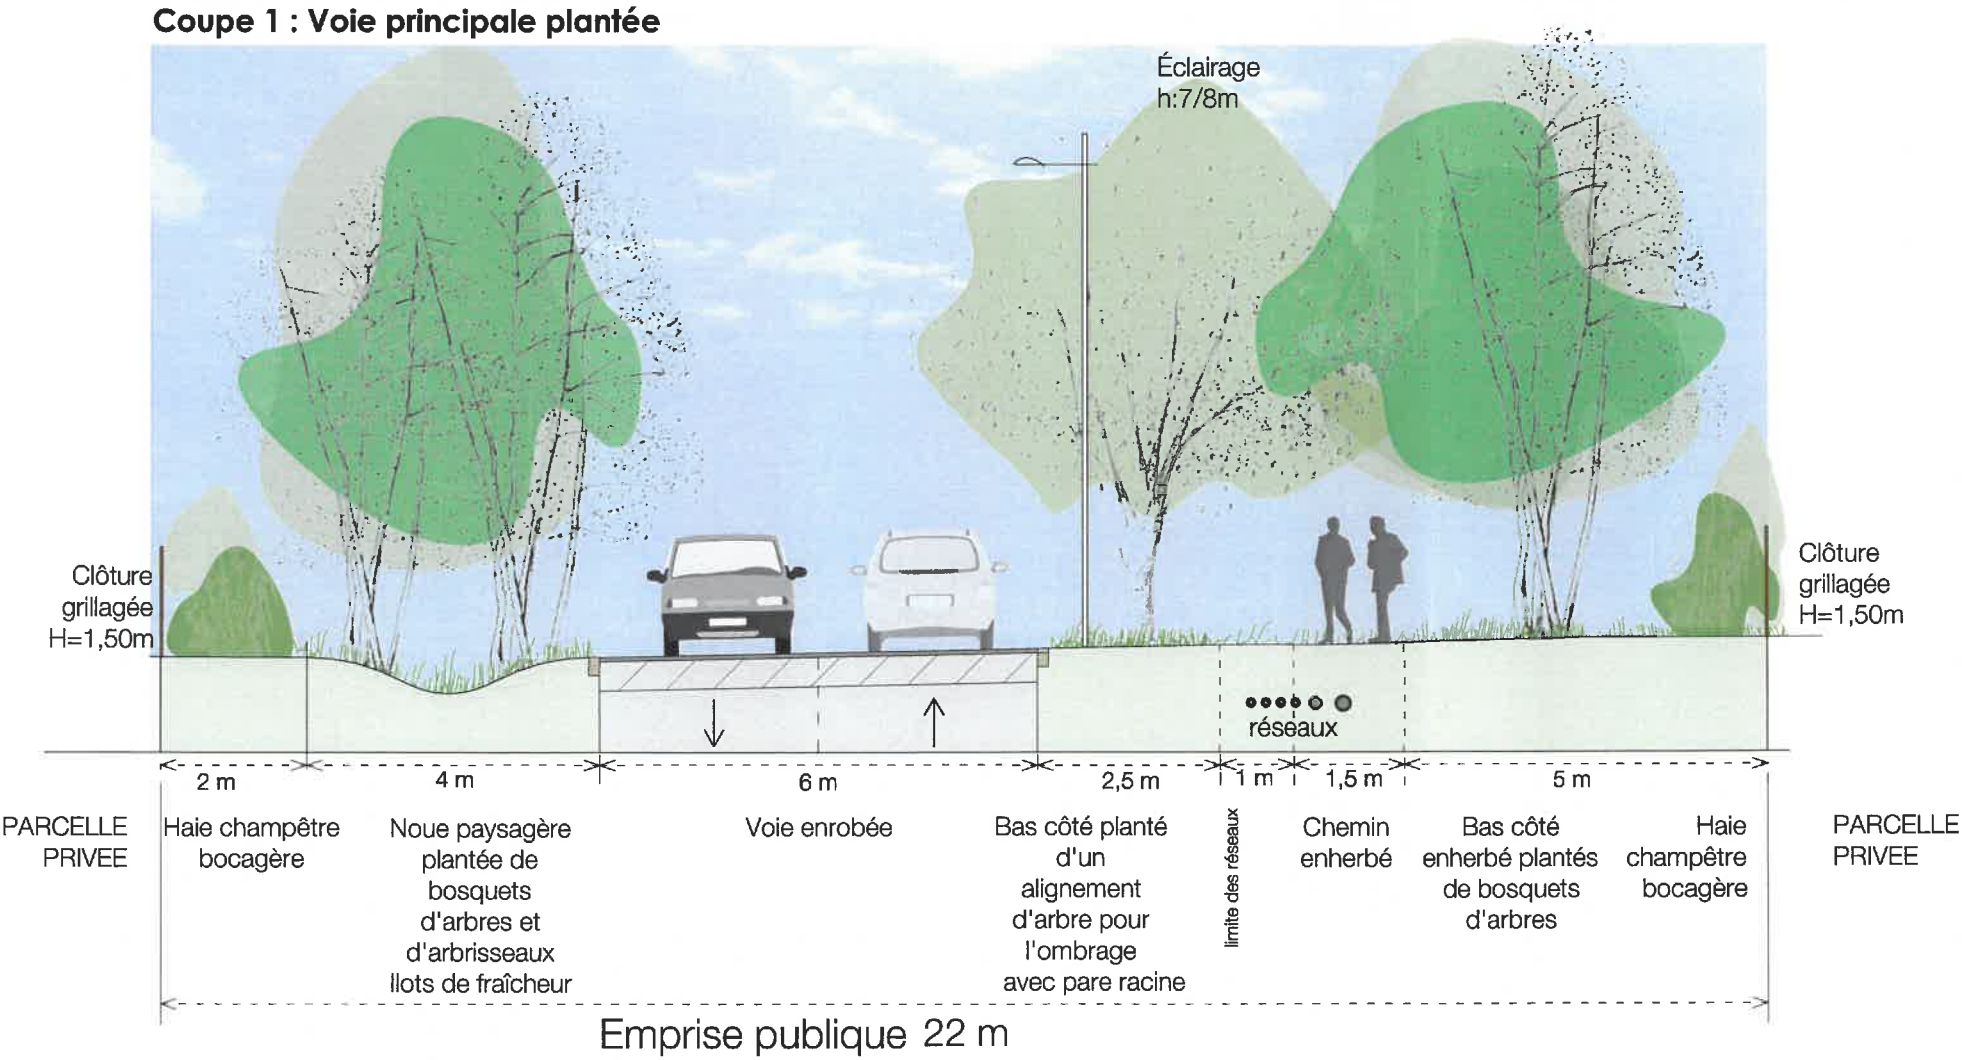 Coupe 1 : Voie principale plantée
Éclairage
h:7/8m
Clôture
grillagée
H=1,50m
Clôture
grillagée
H=1,50m
réseaux
2 m
4 m
6 m
2,5 m
1 m
1,5 m
5 m
PARCELLE
PRIVEE
Haie champêtre
bocagère
Noue paysagère
plantée de
bosquets
d'arbres et
d'arbrisseaux
Ilots de fraîcheur
Voie enrobée
Bas côté planté
d'un
alignement
d'arbre pour
l'ombrage
avec pare racine
limite des réseaux
Chemin
enherbé
Bas côté
enherbé plantés
de bosquets
d'arbres
Haie
champêtre
bocagère
PARCELLE
PRIVEE
Emprise publique 22 m